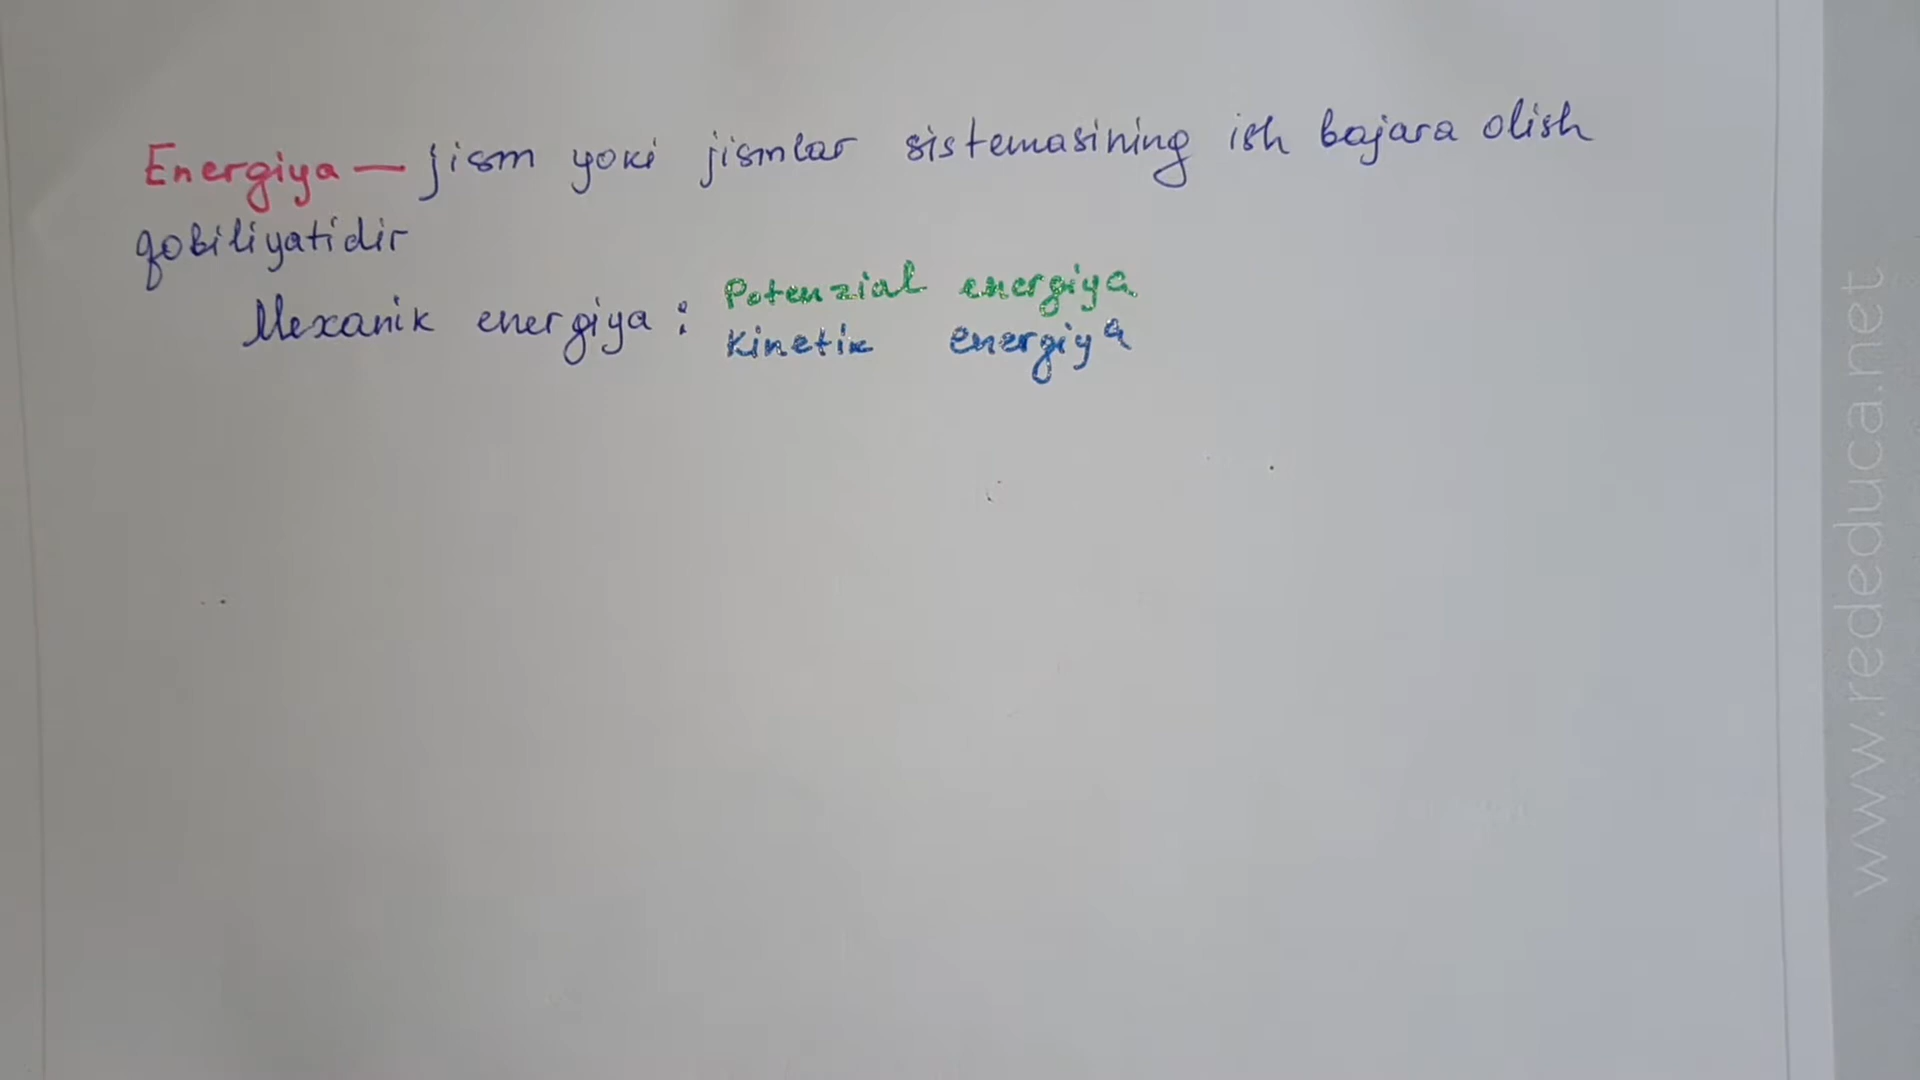 Energiya — jism yoki jismlar sistemasining ish bajara olish
qobiliyatidir
Mexanik energiya :
Potenzial energiya
Kinetik energiya
www.rededuca.net